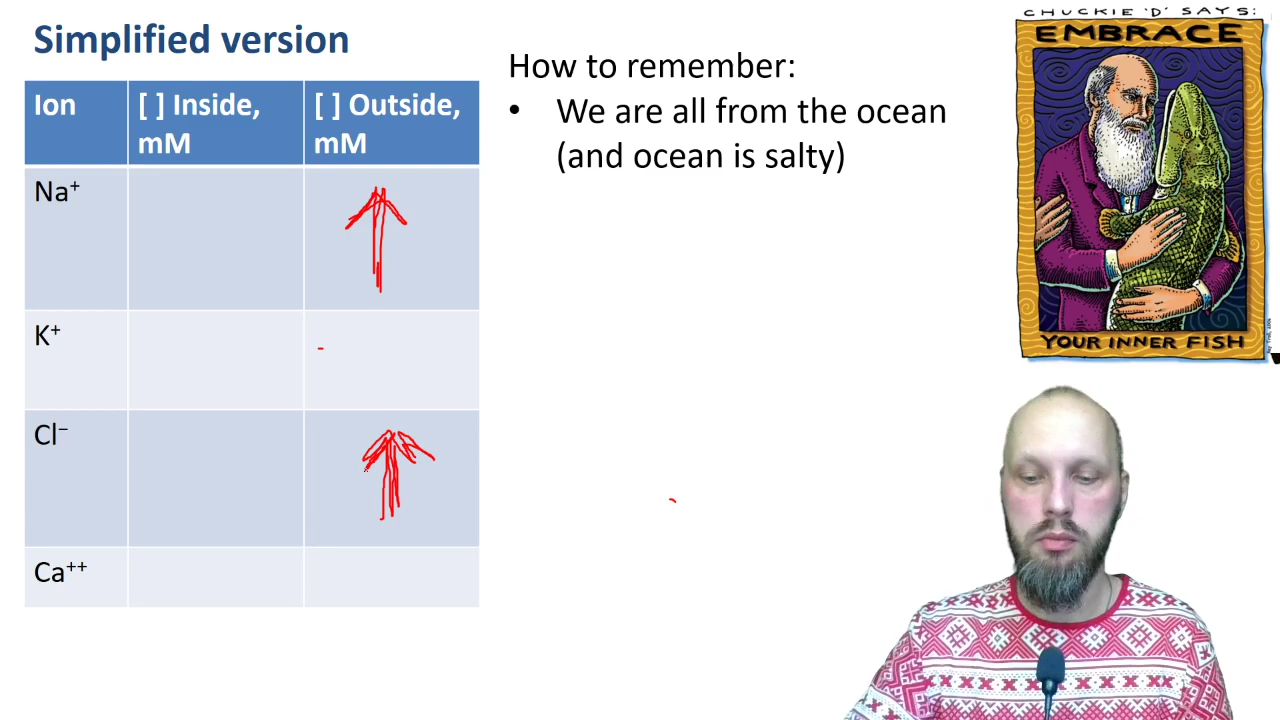 Simplified version
Ion [ ] Inside, mM [ ] Outside, mM
Na⁺
K⁺
Cl⁻
Ca⁺⁺
How to remember:
• We are all from the ocean
(and ocean is salty)
CHUCKIE 'D' SAYS:
EMBRACE
YOUR INNER FISH